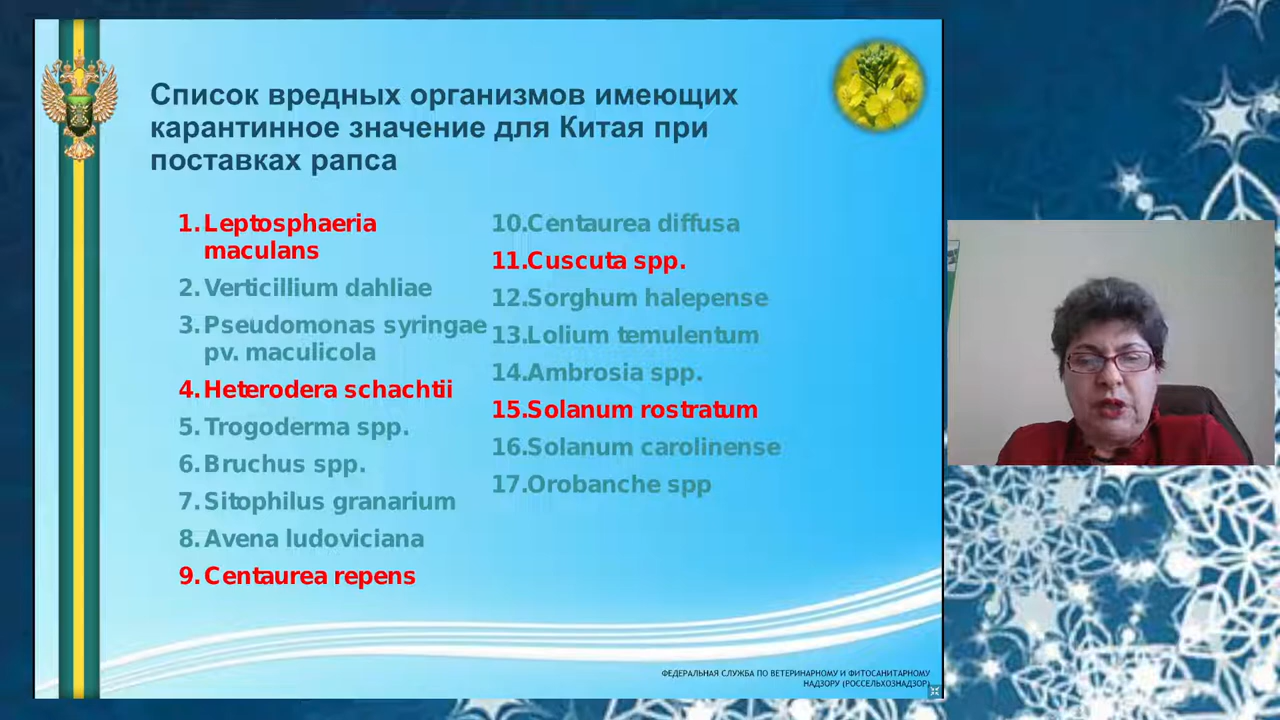 Список вредных организмов имеющих
карантинное значение для Китая при
поставках рапса
1. Leptosphaeria
maculans
2. Verticillium dahliae
3. Pseudomonas syringae
pv. maculicola
4. Heterodera schachtii
5. Trogoderma spp.
6. Bruchus spp.
7. Sitophilus granarium
8. Avena ludoviciana
9. Centaurea repens
10.Centaurea diffusa
11.Cuscuta spp.
12.Sorghum halepense
13.Lolium temulentum
14.Ambrosia spp.
15.Solanum rostratum
16.Solanum carolinense
17.Orobanche spp
ФЕДЕРАЛЬНАЯ СЛУЖБА ПО ВЕТЕРИНАРНОМУ И ФИТОСАНИТАРНОМУ
НАДЗОРУ (РОССЕЛЬХОЗНАДЗОР)